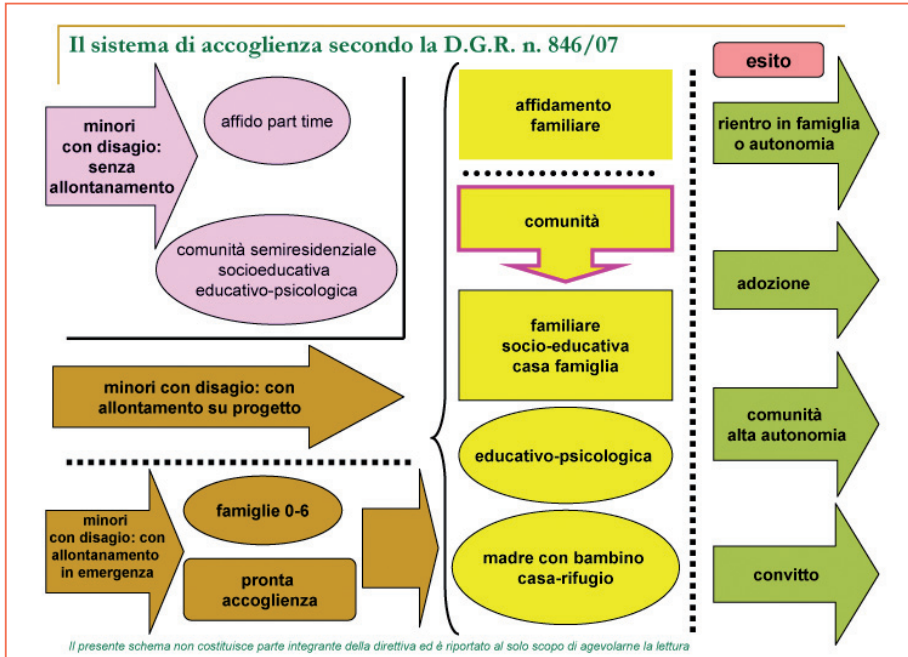 Il sistema di accoglienza secondo la D.G.R. n. 846/07
minori
con disagio:
senza
allontanamento
affido part time
comunità semiresidenziale
socioeducativa
educativo-psicologica
minori con disagio: con
allontamento su progetto
minori
con disagio: con
allontanamento
in emergenza
famiglie 0-6
pronta
accoglienza
affidamento
familiare
comunità
familiare
socio-educativa
casa famiglia
educativo-psicologica
madre con bambino
casa-rifugio
esito
rientro in famiglia
o autonomia
adozione
comunità
alta autonomia
convitto
Il presente schema non costituisce parte integrante della direttiva ed è riportato al solo scopo di agevolarne la lettura